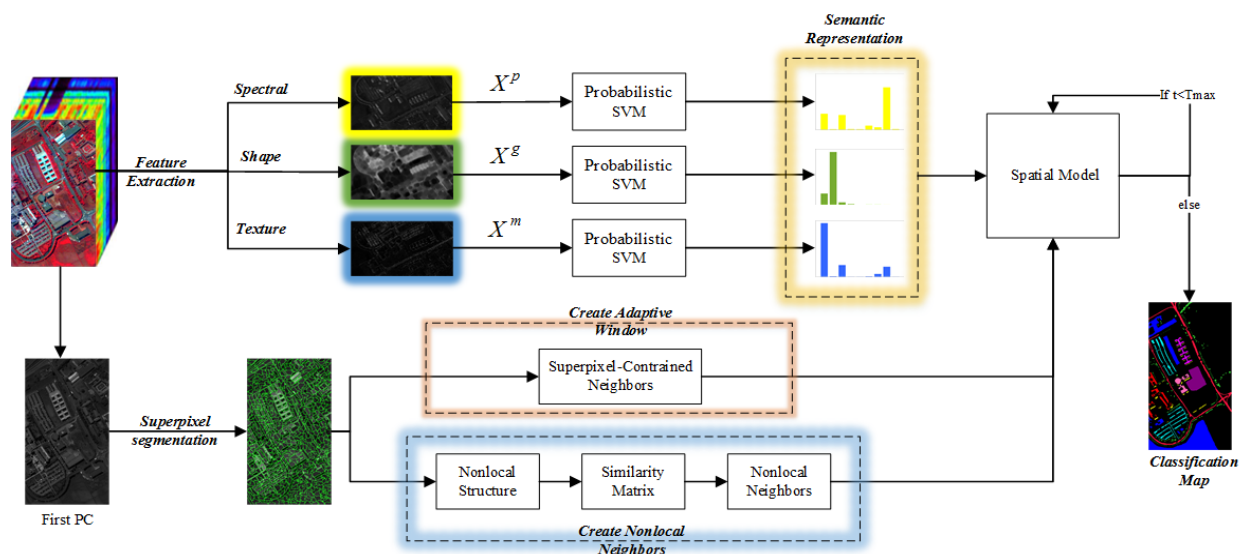 Semantic
Representation
Spectral
X^p
Probabilistic
SVM
If t<Tmax
Feature
Extraction
Shape
X^g
Probabilistic
SVM
Spatial Model
else
Texture
X^m
Probabilistic
SVM
Create Adaptive
Window
Superpixel-Contrained
Neighbors
Superpixel
segmentation
Nonlocal
Structure
Similarity
Matrix
Nonlocal
Neighbors
Classification
Map
First PC
Create Nonlocal
Neighbors